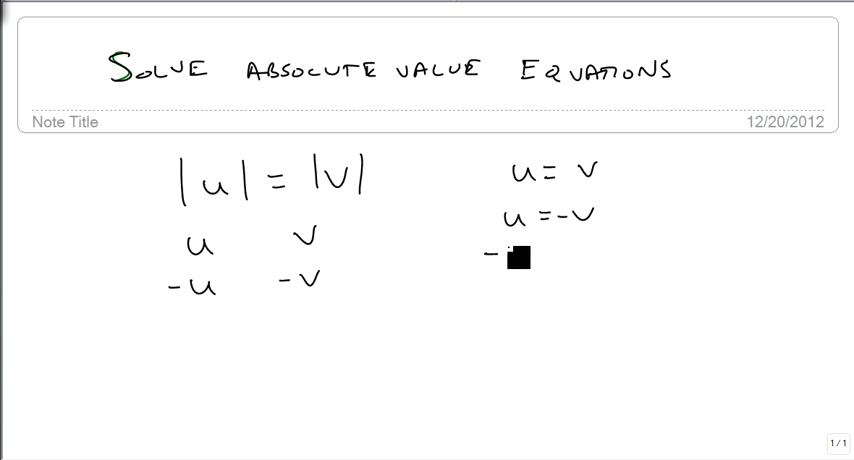 SOLVE ABSOLUTE VALUE EQUATIONS
Note Title 12/20/2012
|u| = |v| u = v
u v u = -v
-u -v -
1 / 1